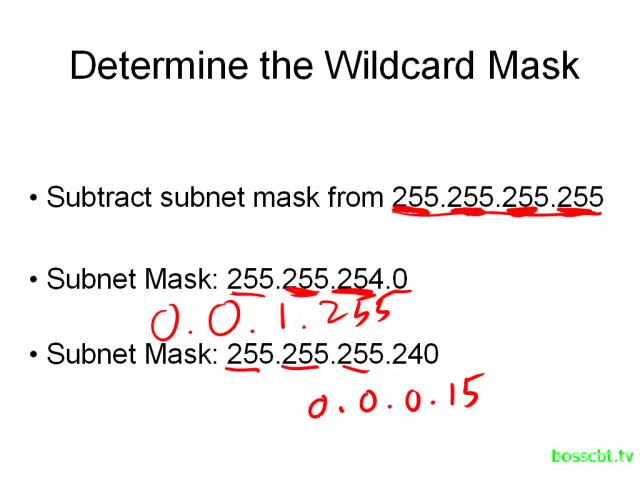 Determine the Wildcard Mask
• Subtract subnet mask from 255.255.255.255
• Subnet Mask: 255.255.254.0
0.0.1.255
• Subnet Mask: 255.255.255.240
0.0.0.15
bosscbt.tv